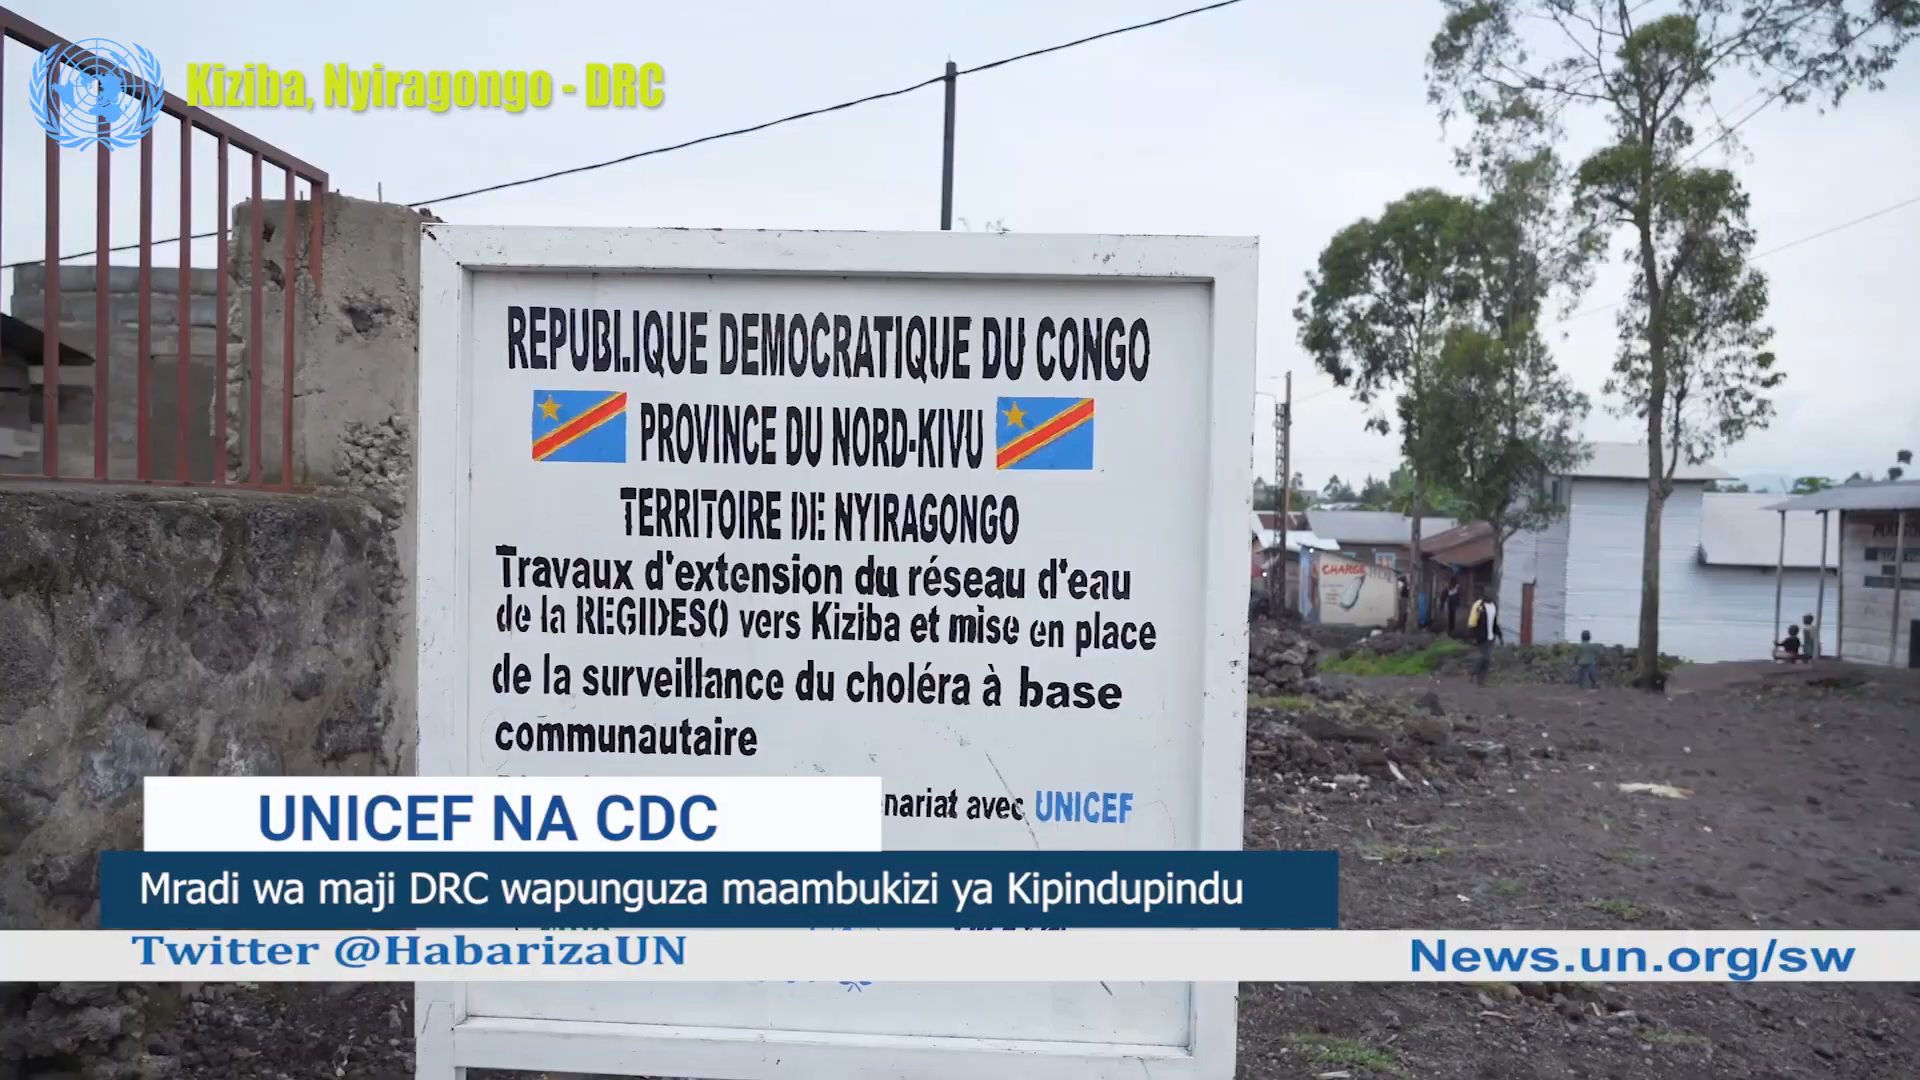 Kiziba, Nyiragongo - DRC
REPUBLIQUE DEMOCRATIQUE DU CONGO
PROVINCE DU NORD-KIVU
TERRITOIRE DE NYIRAGONGO
Travaux d'extension du réseau d'eau
de la REGIDESO vers Kiziba et mise en place
de la surveillance du choléra à base
communautaire
avec UNICEF
CHARGE
UNICEF NA CDC
Mradi wa maji DRC wapunguza maambukizi ya Kipindupindu
Twitter @HabarizaUN
News.un.org/sw